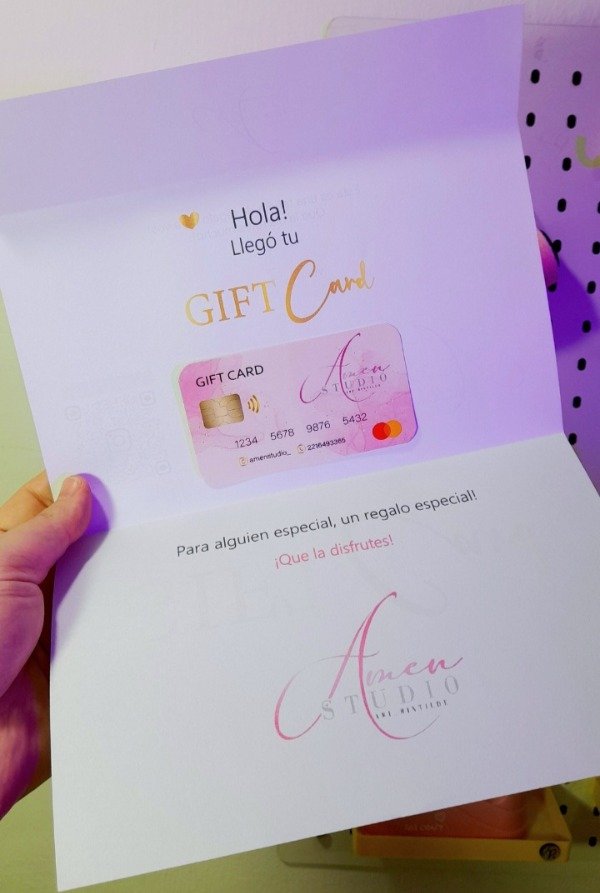 Hola!
Llegó tu
GIFT Card
GIFT CARD
Amen
STUDIO
1234 5678 9876 5432
amenstudio_ 2216493365
Para alguien especial, un regalo especial!
¡Que la disfrutes!
Amen
STUDIO